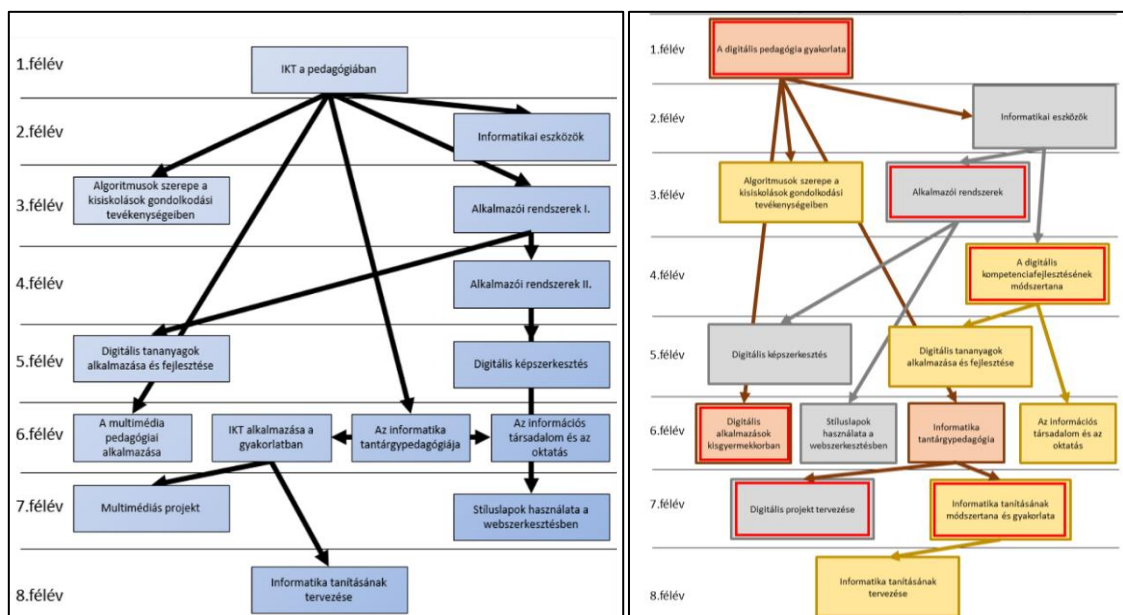 1.félév
IKT a pedagógiában
2.félév
Informatikai eszközök
3.félév
Algoritmusok szerepe a
kisiskolások gondolkodási
tevékenységeiben
Alkalmazói rendszerek I.
4.félév
Alkalmazói rendszerek II.
5.félév
Digitális tananyagok
alkalmazása és fejlesztése
Digitális képszerkesztés
6.félév
A multimédia
pedagógiai
alkalmazása
IKT alkalmazása a
gyakorlatban
Az informatika
tantárgypedagógiája
Az információs
társadalom és az
oktatás
7.félév
Multimédiás projekt
Stíluslapok használata a
webszerkesztésben
8.félév
Informatika tanításának
tervezése
1.félév
A digitális pedagógia gyakorlata
2.félév
Informatikai eszközök
3.félév
Algoritmusok szerepe a
kisiskolások gondolkodási
tevékenységeiben
Alkalmazói rendszerek
4.félév
A digitális
kompetenciafejlesztésének
módszertana
5.félév
Digitális képszerkesztés
Digitális tananyagok
alkalmazása és fejlesztése
6.félév
Digitális
alkalmazások
kisgyermekkorban
Stíluslapok
használata a
webszerkesztésben
Informatika
tantárgypedagógia
Az információs
társadalom és az
oktatás
7.félév
Digitális projekt tervezése
Informatika tanításának
módszertana és gyakorlata
8.félév
Informatika tanításának
tervezése